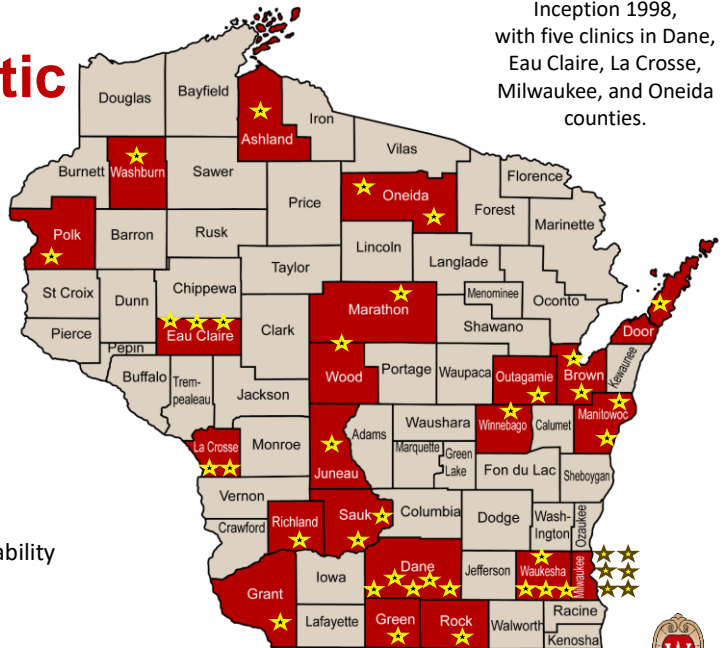 Inception 1998,
with five clinics in Dane,
Eau Claire, La Crosse,
Milwaukee, and Oneida
counties.
tic
Douglas
Bayfield
Ashland
Iron
Vilas
Burnett
Washburn
Sawer
Price
Oneida
Florence
Forest
Marinette
Polk
Barron
Rusk
Lincoln
Langlade
Taylor
Chippewa
St Croix
Dunn
Menominee
Oconto
Marathon
Shawano
Door
Pierce
Pepin
Eau Claire
Clark
Wood
Portage
Waupaca
Outagamie
Brown
Kewaunee
Buffalo
Trem-
pealeau
Jackson
Manitowoc
Adams
Waushara
Winnebago
Calumet
La Crosse
Monroe
Juneau
Marquette
Green
Lake
Fon du Lac
Sheboygan
Vernon
Crawford
Richland
Sauk
Columbia
Dodge
Wash-
Ington
Ozaukee
ability
Iowa
Dane
Jefferson
Waukesha
Milwaukee
Grant
Lafayette
Green
Rock
Walworth
Racine
Kenosha
W